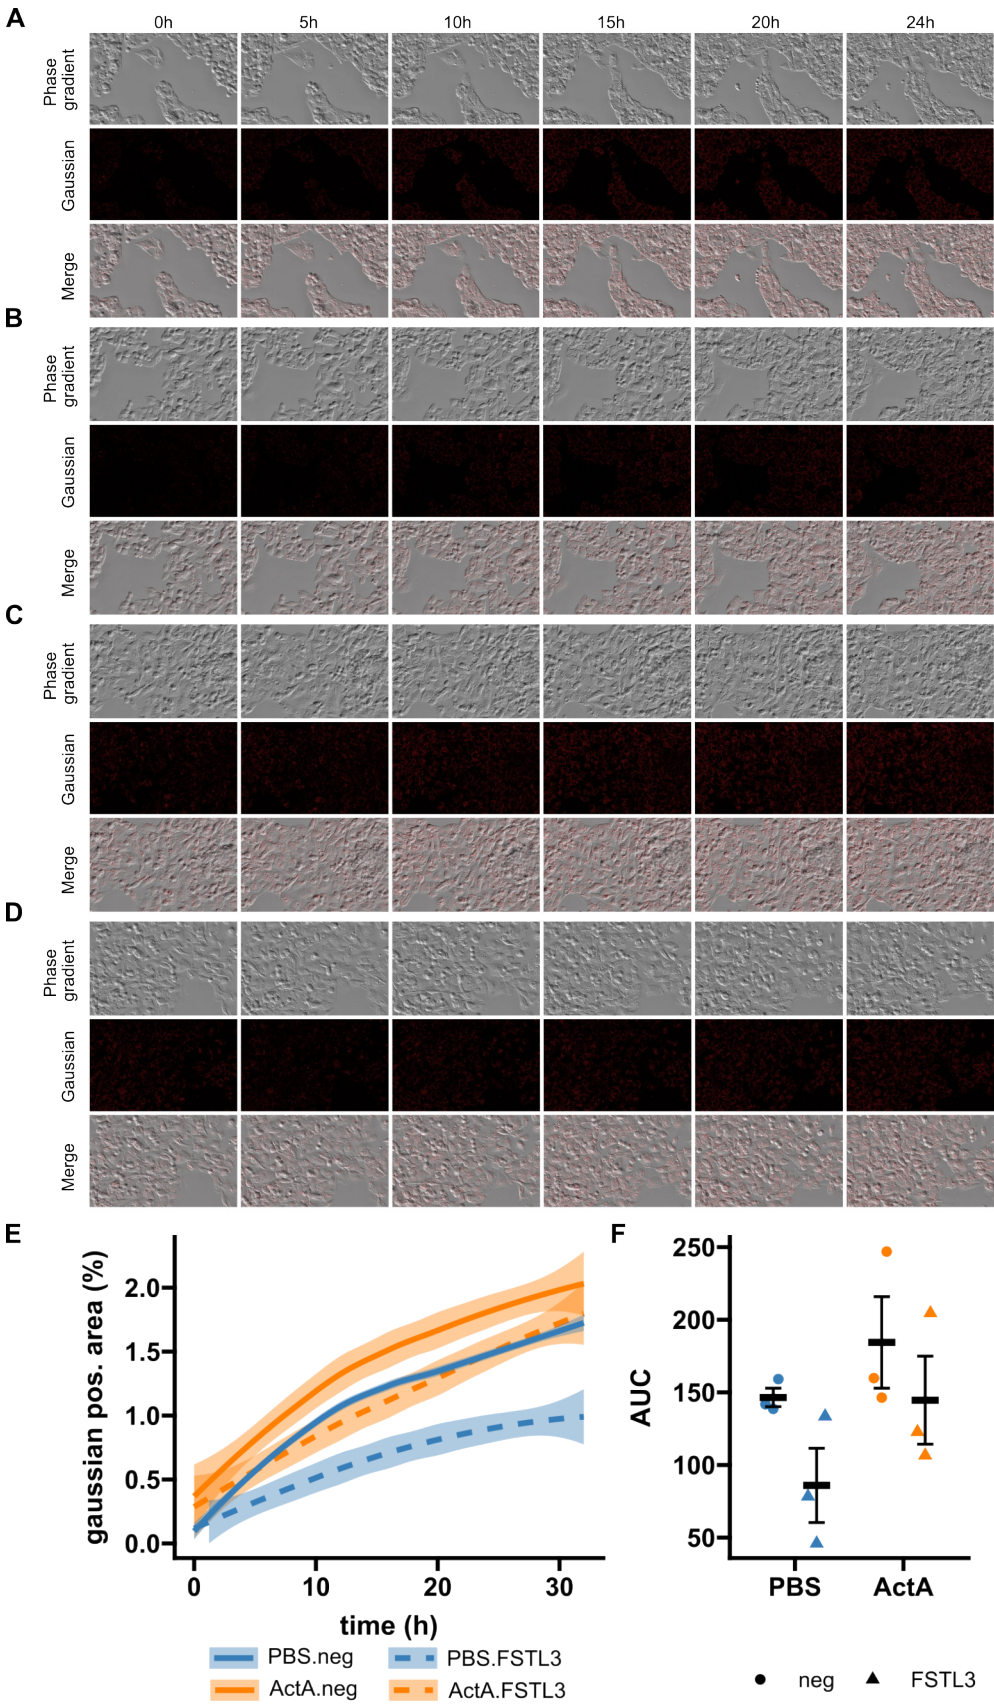 A
0h 5h 10h 15h 20h 24h
Phase
gradient
Gaussian
Merge
B
Phase
gradient
Gaussian
Merge
C
Phase
gradient
Gaussian
Merge
D
Phase
gradient
Gaussian
Merge
E
gaussian pos. area (%)
2.0
1.5
1.0
0.5
0.0
0 10 20 30
time (h)
PBS.neg PBS.FSTL3
ActA.neg ActA.FSTL3
F
AUC
250
200
150
100
50
PBS ActA
neg FSTL3